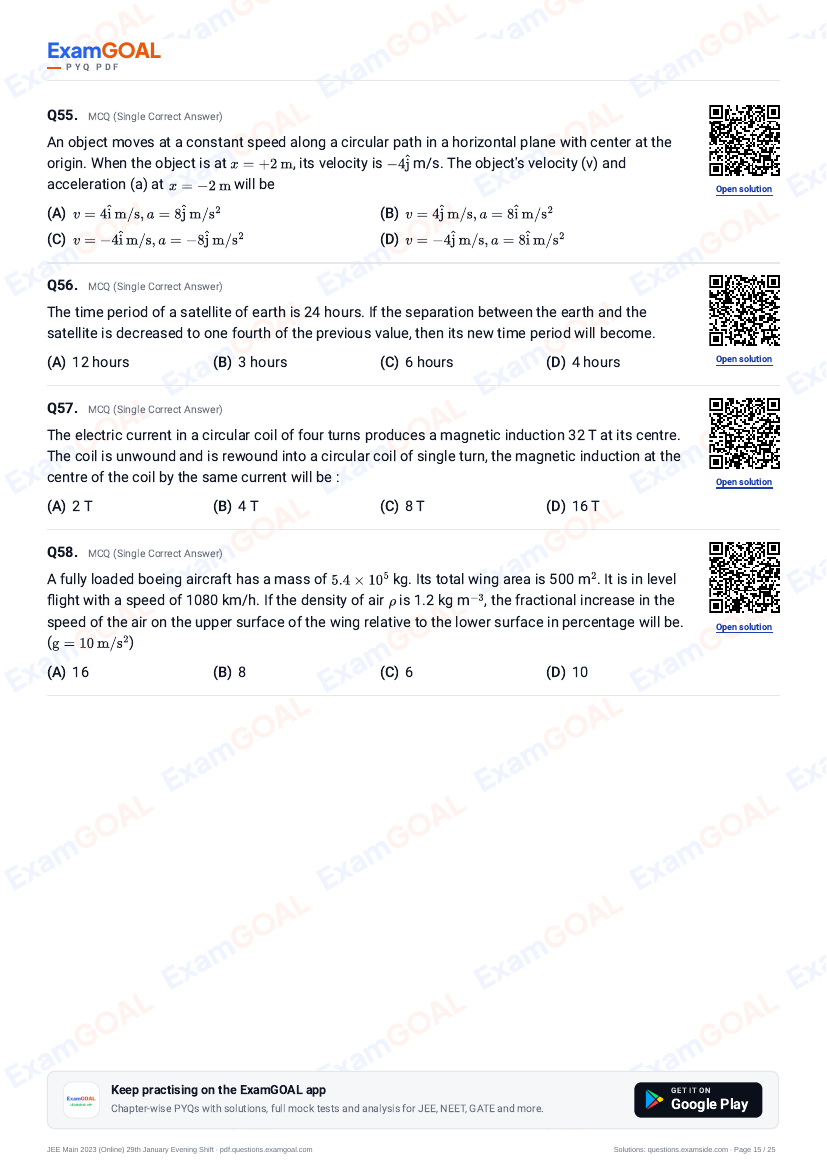 ExamGOAL
PYQ PDF
Q55. MCQ (Single Correct Answer)
An object moves at a constant speed along a circular path in a horizontal plane with center at the
origin. When the object is at x = +2 m, its velocity is −4ĵ m/s. The object's velocity (v) and
acceleration (a) at x = −2 m will be
(A) v = 4î m/s, a = 8ĵ m/s²
(B) v = 4ĵ m/s, a = 8î m/s²
(C) v = −4î m/s, a = −8ĵ m/s²
(D) v = −4ĵ m/s, a = 8î m/s²
Open solution
Q56. MCQ (Single Correct Answer)
The time period of a satellite of earth is 24 hours. If the separation between the earth and the
satellite is decreased to one fourth of the previous value, then its new time period will become.
(A) 12 hours
(B) 3 hours
(C) 6 hours
(D) 4 hours
Open solution
Q57. MCQ (Single Correct Answer)
The electric current in a circular coil of four turns produces a magnetic induction 32 T at its centre.
The coil is unwound and is rewound into a circular coil of single turn, the magnetic induction at the
centre of the coil by the same current will be :
(A) 2 T
(B) 4 T
(C) 8 T
(D) 16 T
Open solution
Q58. MCQ (Single Correct Answer)
A fully loaded boeing aircraft has a mass of 5.4 × 10⁵ kg. Its total wing area is 500 m². It is in level
flight with a speed of 1080 km/h. If the density of air ρ is 1.2 kg m⁻³, the fractional increase in the
speed of the air on the upper surface of the wing relative to the lower surface in percentage will be.
(g = 10 m/s²)
(A) 16
(B) 8
(C) 6
(D) 10
Open solution
Keep practising on the ExamGOAL app
Chapter-wise PYQs with solutions, full mock tests and analysis for JEE, NEET, GATE and more.
GET IT ON
Google Play
JEE Main 2023 (Online) 29th January Evening Shift · pdf.questions.examgoal.com
Solutions: questions.examside.com · Page 15 / 25